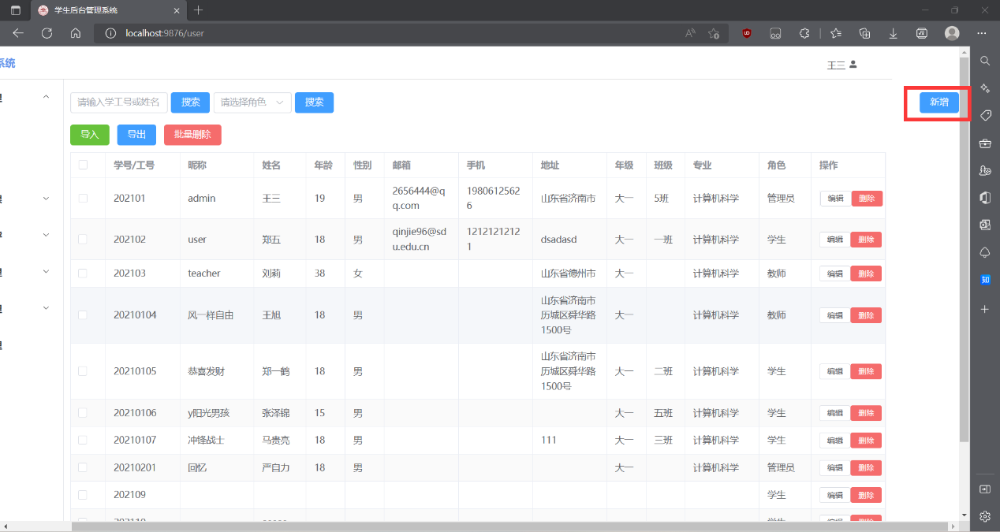 学生后台管理系统
localhost:9876/user
系统
王三
请输入学工号或姓名 搜索 请选择角色 搜索 新增
导入 导出 批量删除
学号/工号 昵称 姓名 年龄 性别 邮箱 手机 地址 年级 班级 专业 角色 操作
202101 admin 王三 19 男 2656444@q 1980612562 山东省济南市 大一 5班 计算机科学 管理员 编辑 删除
q.com 6
202102 user 郑五 18 男 qinjie96@sd 1212121212 dsadasd 大一 一班 计算机科学 学生 编辑 删除
u.edu.cn 1
202103 teacher 刘莉 38 女 山东省德州市 大一 计算机科学 教师 编辑 删除
山东省济南市
20210104 风一样自由 王旭 18 男 历城区舜华路 大一 计算机科学 教师 编辑 删除
1500号
山东省济南市
20210105 恭喜发财 郑一鹤 18 男 历城区舜华路 大一 二班 计算机科学 学生 编辑 删除
1500号
20210106 y阳光男孩 张泽锦 15 男 大一 五班 计算机科学 学生 编辑 删除
20210107 冲锋战士 马贵亮 18 男 111 大一 三班 计算机科学 学生 编辑 删除
20210201 回忆 严自力 18 男 大一 计算机科学 管理员 编辑 删除
202109 学生 编辑 删除